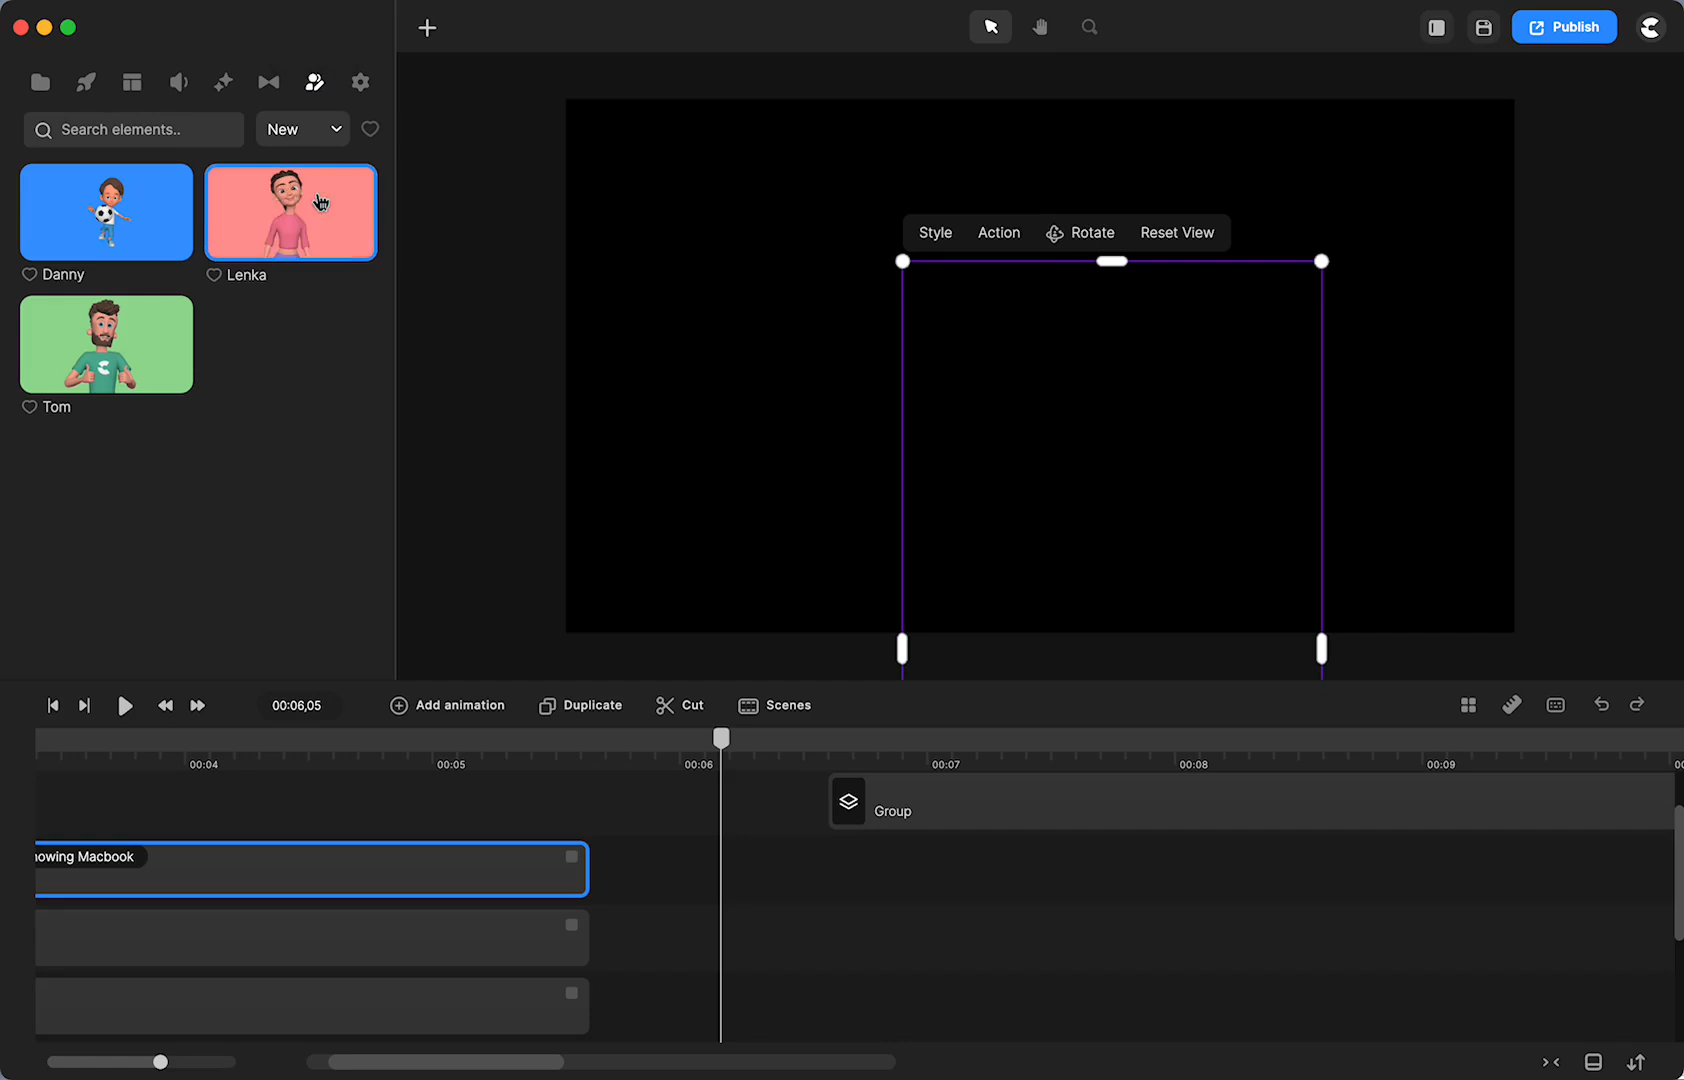 Publish
Search elements..
New
Danny
Lenka
Tom
Style Action Rotate Reset View
00:06,05
Add animation
Duplicate
Cut
Scenes
00:04 00:05 00:06 00:07 00:08 00:09
Group
howing Macbook